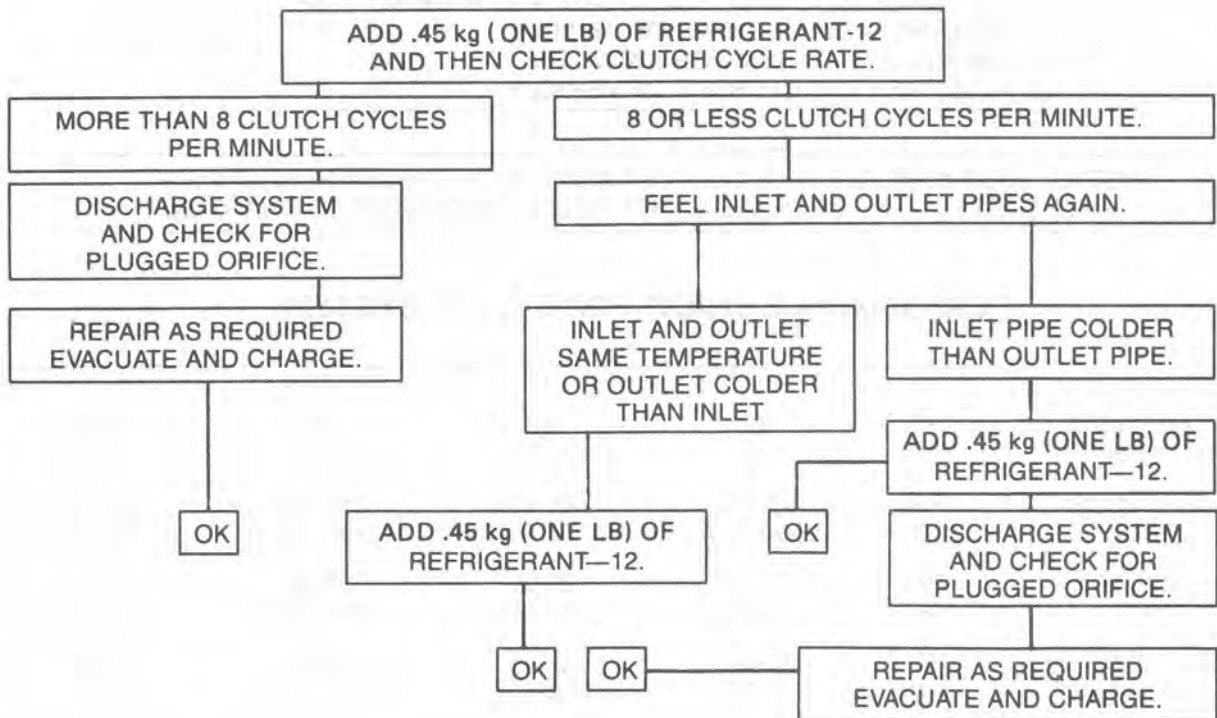 ADD .45 kg ( ONE LB) OF REFRIGERANT-12
AND THEN CHECK CLUTCH CYCLE RATE.
MORE THAN 8 CLUTCH CYCLES
PER MINUTE.
8 OR LESS CLUTCH CYCLES PER MINUTE.
DISCHARGE SYSTEM
AND CHECK FOR
PLUGGED ORIFICE.
FEEL INLET AND OUTLET PIPES AGAIN.
REPAIR AS REQUIRED
EVACUATE AND CHARGE.
INLET AND OUTLET
SAME TEMPERATURE
OR OUTLET COLDER
THAN INLET
INLET PIPE COLDER
THAN OUTLET PIPE.
ADD .45 kg (ONE LB) OF
REFRIGERANT—12.
OK
ADD .45 kg (ONE LB) OF
REFRIGERANT—12.
OK
DISCHARGE SYSTEM
AND CHECK FOR
PLUGGED ORIFICE.
OK
OK
REPAIR AS REQUIRED
EVACUATE AND CHARGE.